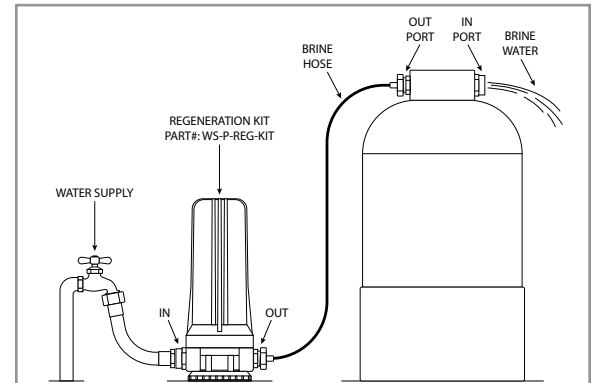 OUT
PORT
IN
PORT
BRINE
WATER
BRINE
HOSE
REGENERATION KIT
PART#: WS-P-REG-KIT
WATER SUPPLY
IN
OUT